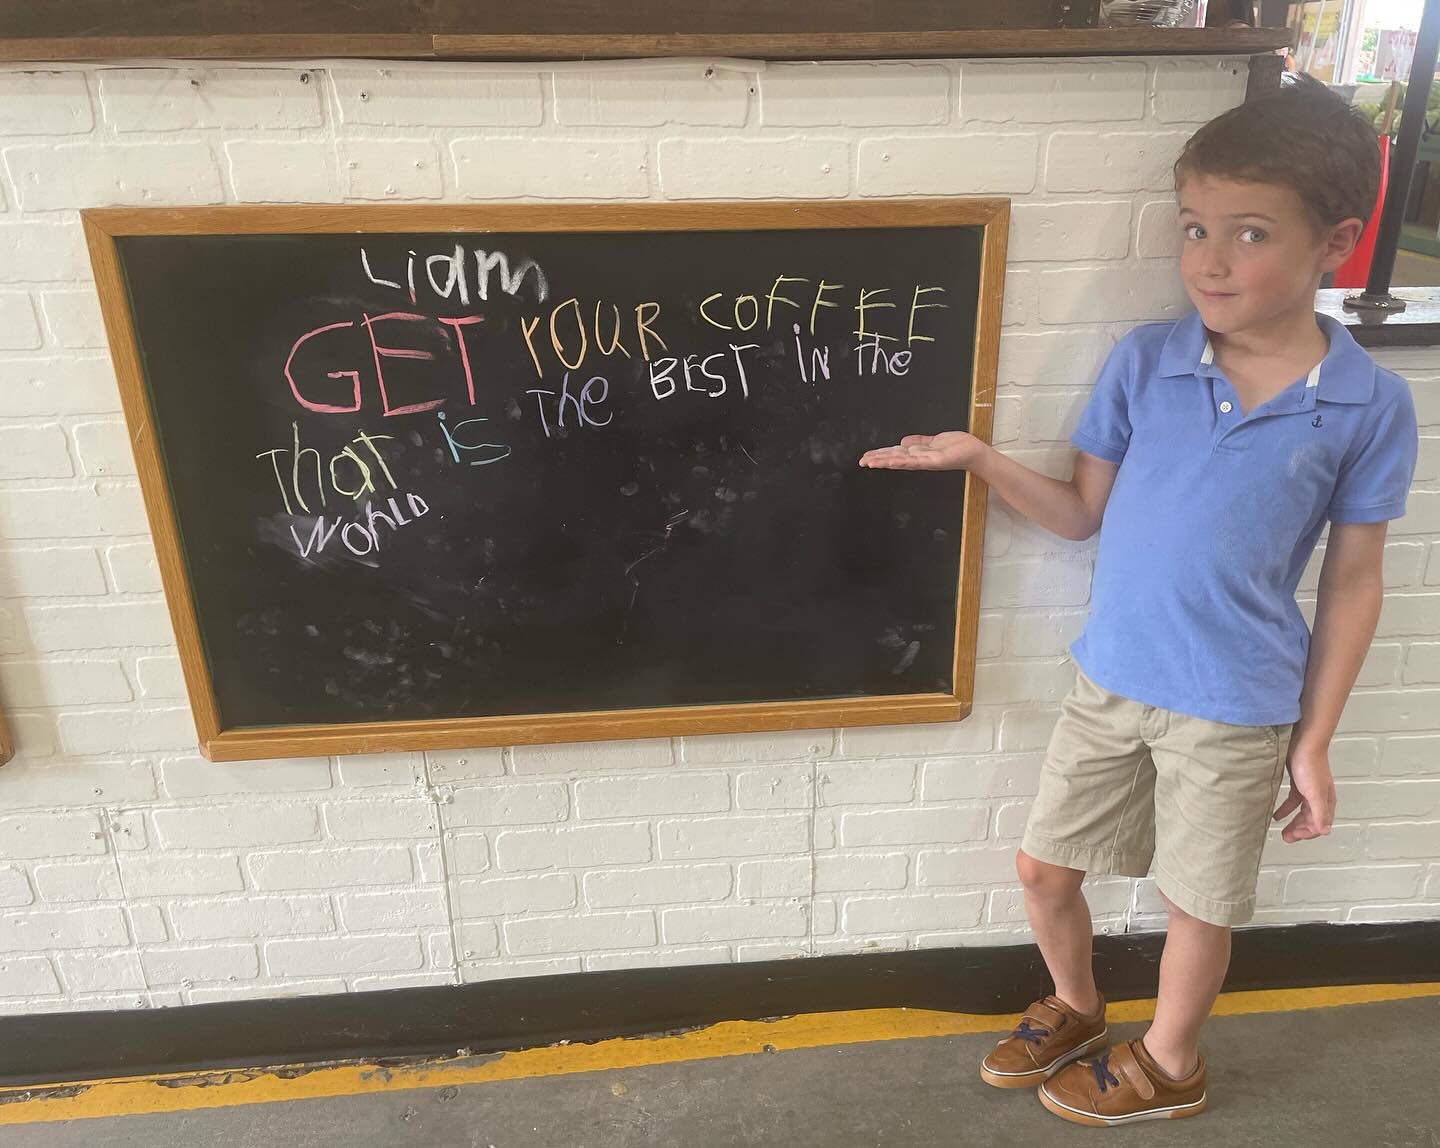 Liam
GET YOUR COFFEE
That is The BEST in The
World